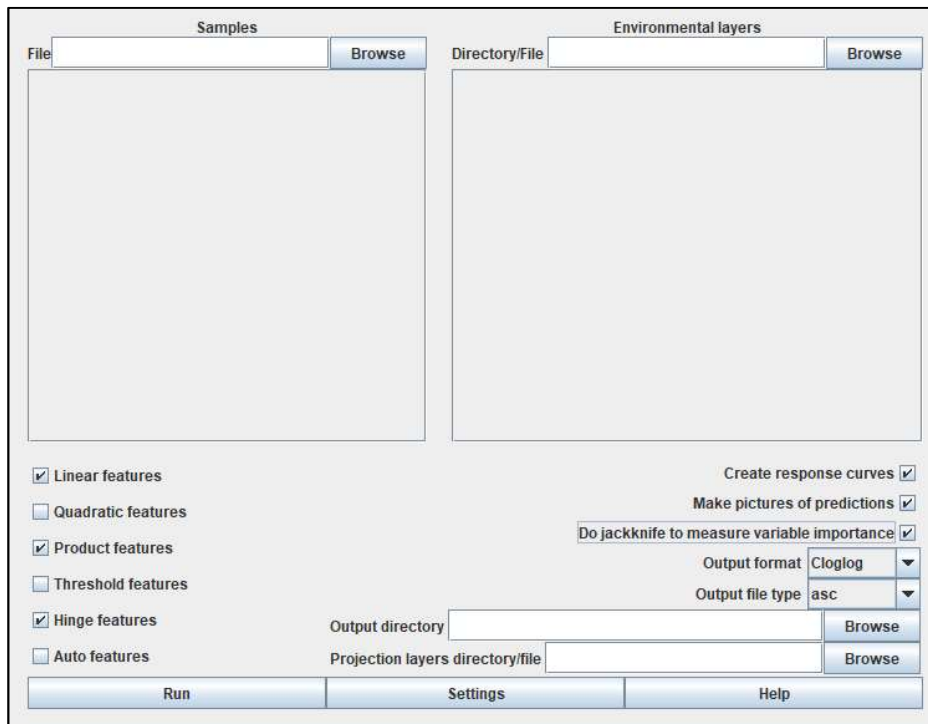 Samples
Environmental layers
File
Browse
Directory/File
Browse
Linear features
Quadratic features
Product features
Threshold features
Hinge features
Auto features
Create response curves
Make pictures of predictions
Do jackknife to measure variable importance
Output format Cloglog
Output file type asc
Output directory
Browse
Projection layers directory/file
Browse
Run
Settings
Help